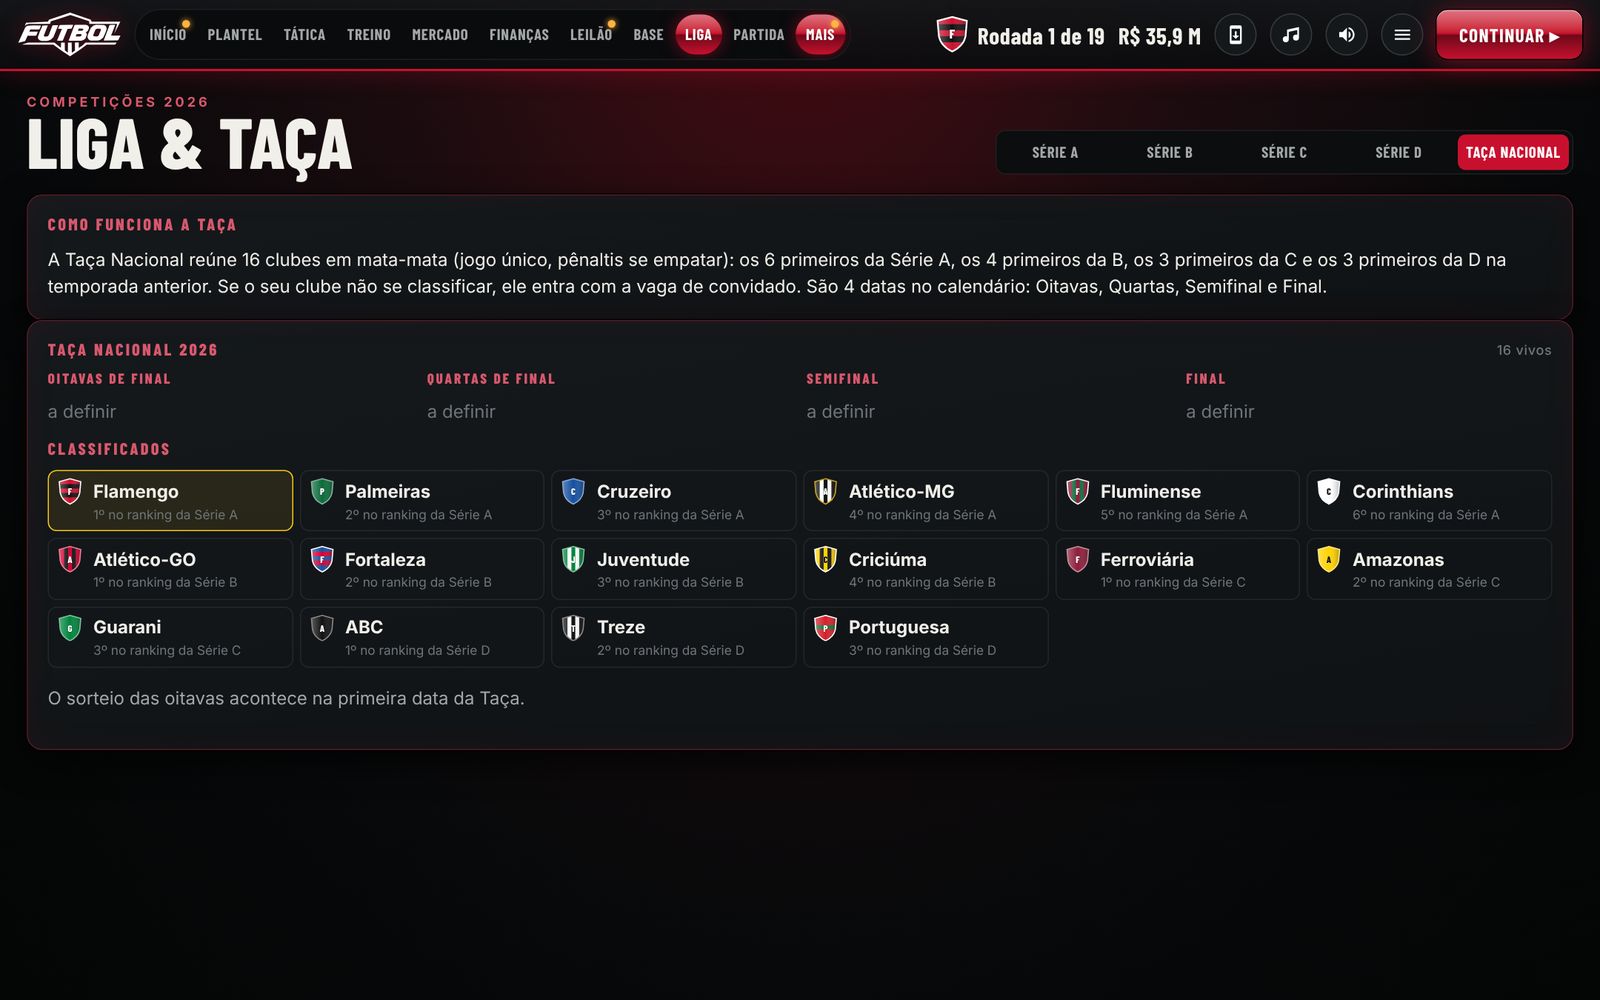 FUTBOL
INÍCIO PLANTEL TÁTICA TREINO MERCADO FINANÇAS LEILÃO BASE LIGA PARTIDA MAIS
F Rodada 1 de 19 R$ 35,9 M CONTINUAR ▶
COMPETIÇÕES 2026
LIGA & TAÇA
SÉRIE A SÉRIE B SÉRIE C SÉRIE D TAÇA NACIONAL
COMO FUNCIONA A TAÇA
A Taça Nacional reúne 16 clubes em mata-mata (jogo único, pênaltis se empatar): os 6 primeiros da Série A, os 4 primeiros da B, os 3 primeiros da C e os 3 primeiros da D na
temporada anterior. Se o seu clube não se classificar, ele entra com a vaga de convidado. São 4 datas no calendário: Oitavas, Quartas, Semifinal e Final.
TAÇA NACIONAL 2026 16 vivos
OITAVAS DE FINAL QUARTAS DE FINAL SEMIFINAL FINAL
a definir a definir a definir a definir
CLASSIFICADOS
F Flamengo P Palmeiras C Cruzeiro A Atlético-MG F Fluminense C Corinthians
1º no ranking da Série A 2º no ranking da Série A 3º no ranking da Série A 4º no ranking da Série A 5º no ranking da Série A 6º no ranking da Série A
A Atlético-GO F Fortaleza J Juventude C Criciúma F Ferroviária A Amazonas
1º no ranking da Série B 2º no ranking da Série B 3º no ranking da Série B 4º no ranking da Série B 1º no ranking da Série C 2º no ranking da Série C
G Guarani A ABC T Treze P Portuguesa
3º no ranking da Série C 1º no ranking da Série D 2º no ranking da Série D 3º no ranking da Série D
O sorteio das oitavas acontece na primeira data da Taça.